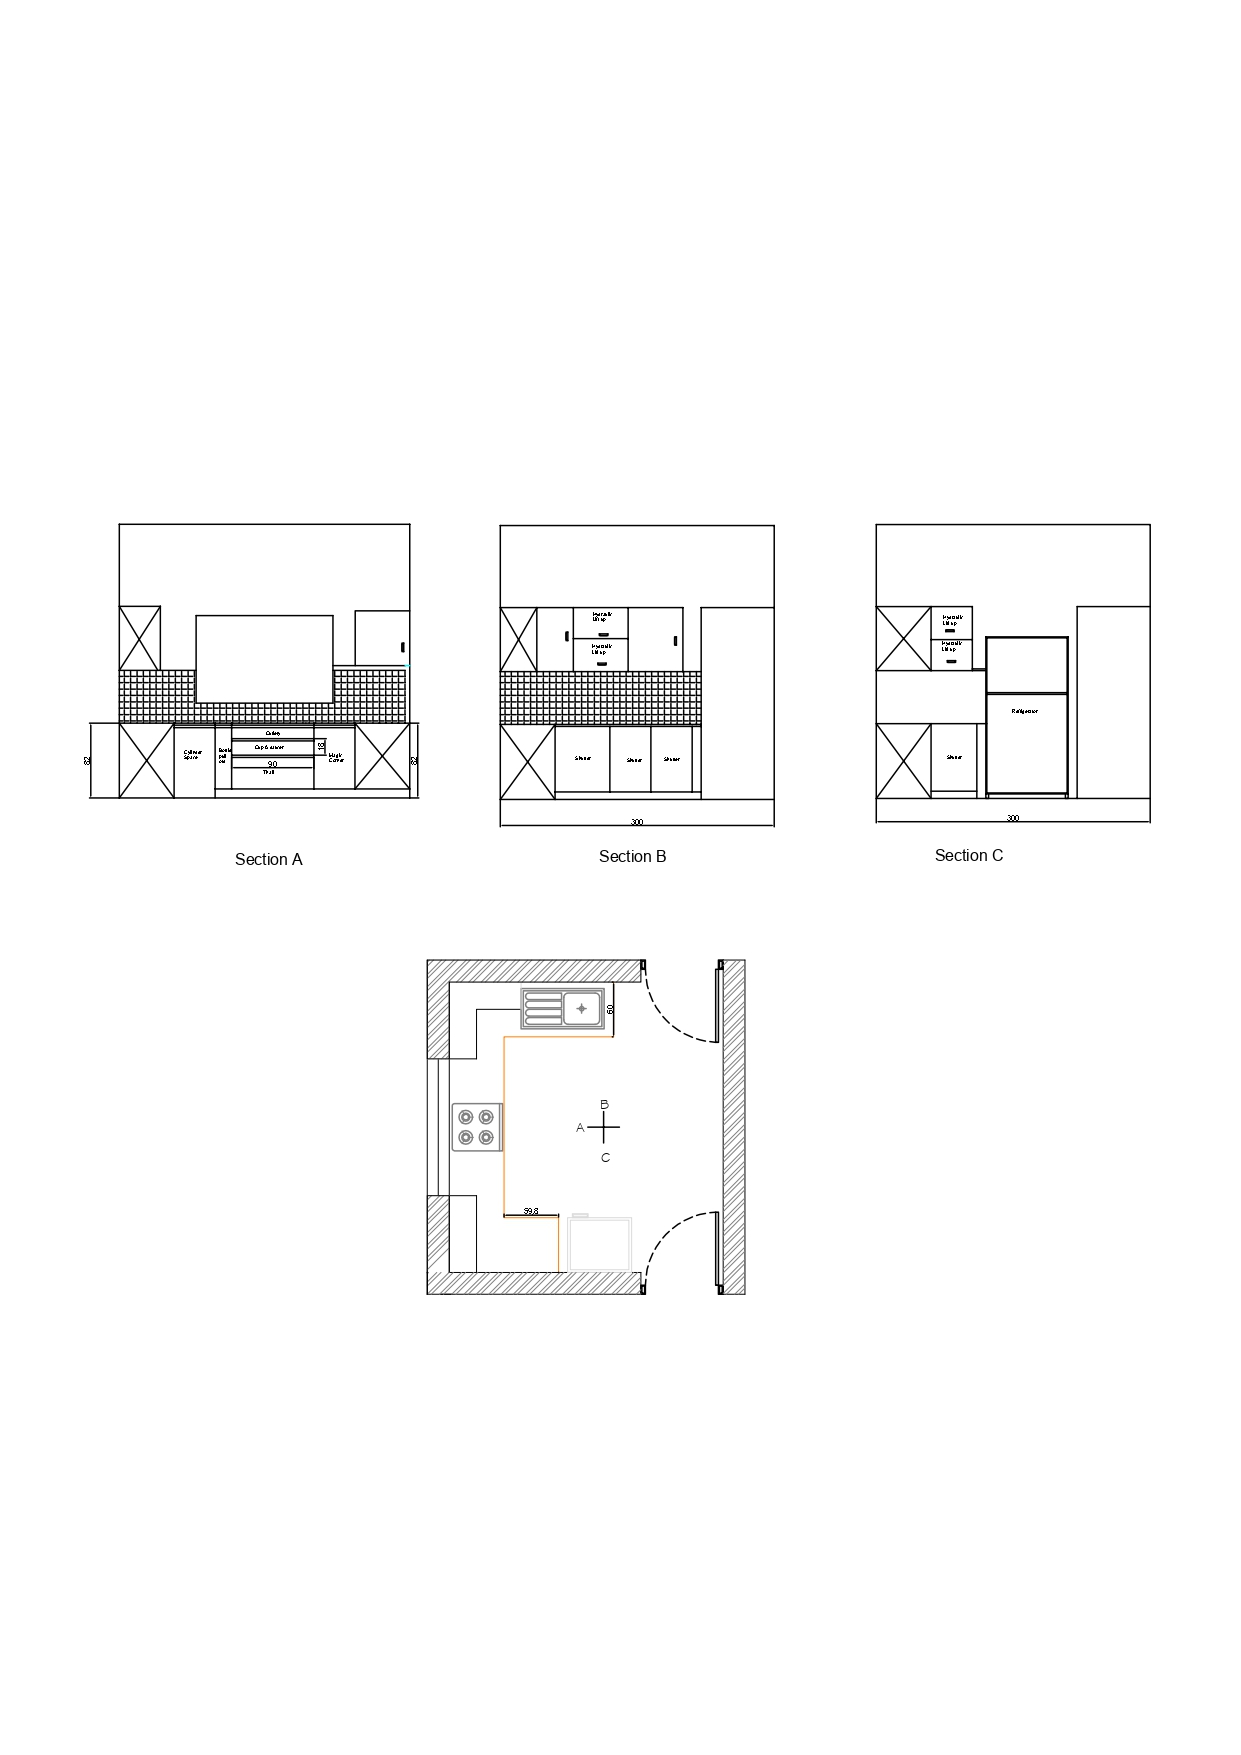 Hydraulic
Lift up
Hydraulic
Lift up
Hydraulic
Lift up
Hydraulic
Lift up
Refrigerator
Cutlery
Cup & saucer
18
90
Thali
Cylinder
Space
Bottle
pull
out
Magic
Corner
82
82
Shutter
Shutter
Shutter
Shutter
300
300
Section A
Section B
Section C
60
B
A
C
59.8